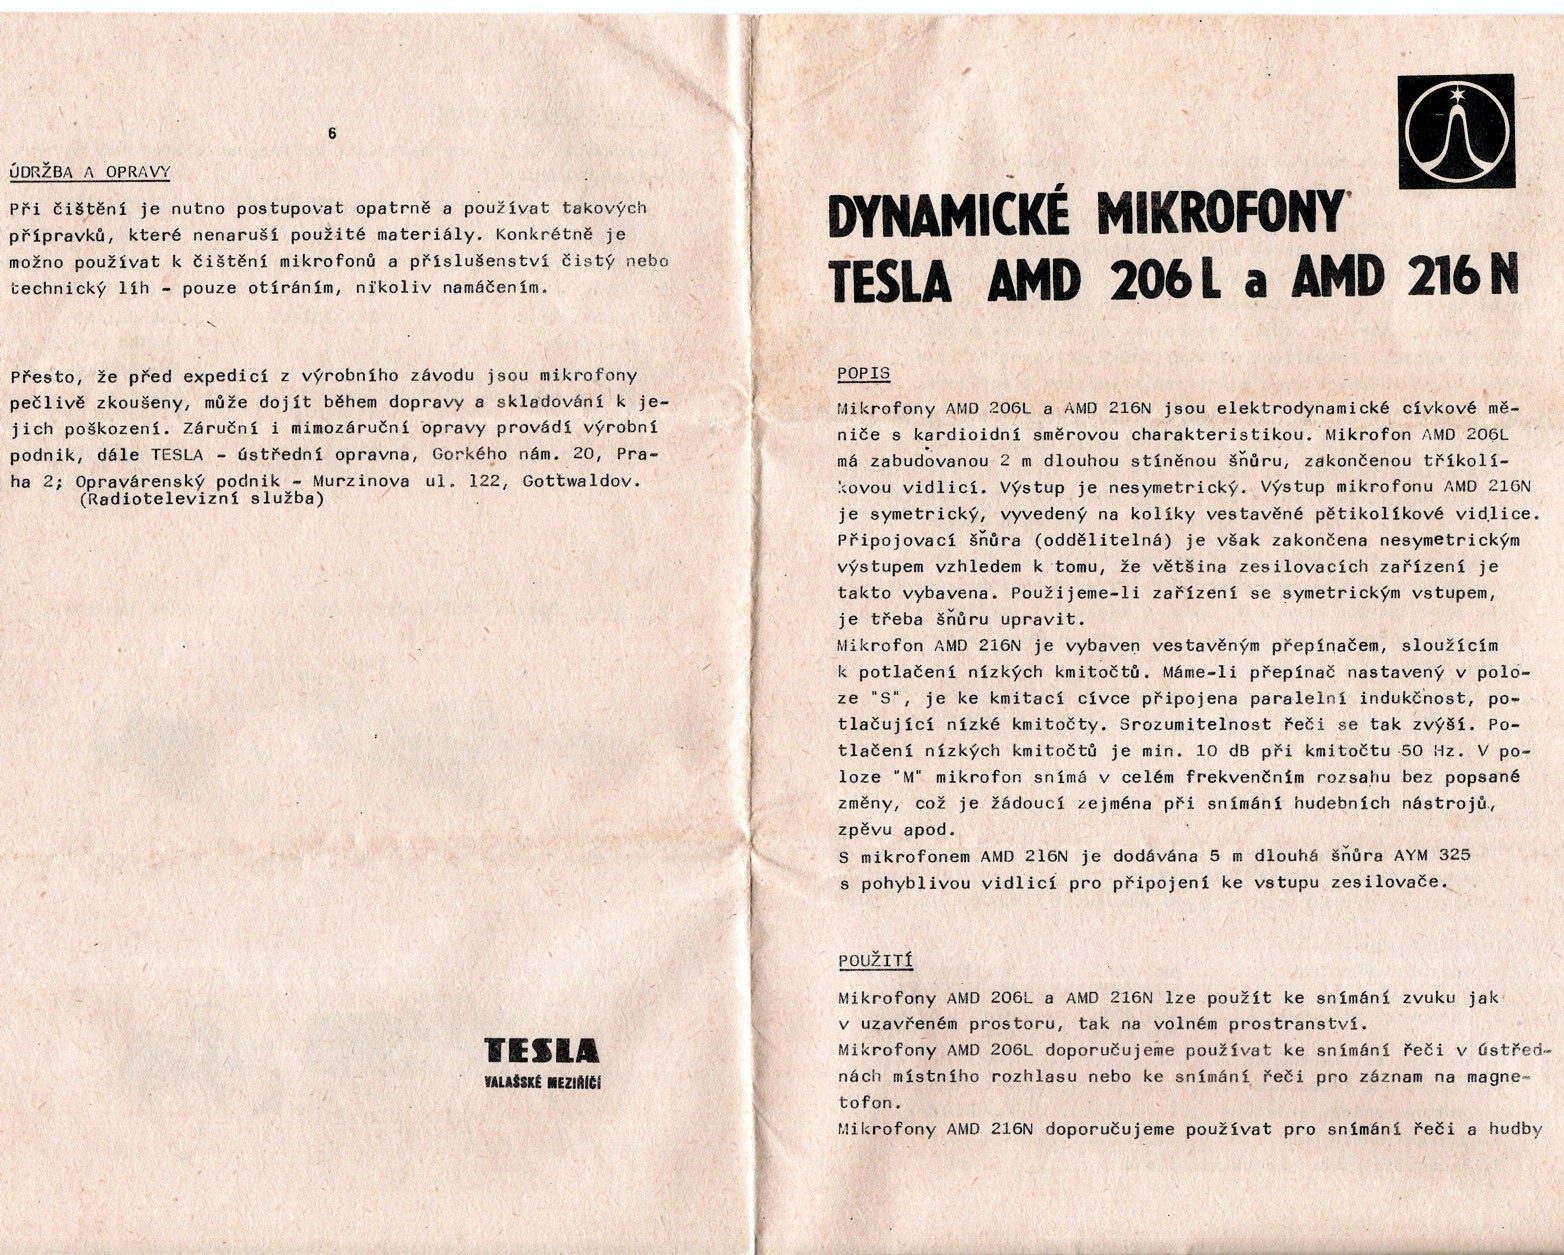 6
ÚDRŽBA A OPRAVY
Při čištění je nutno postupovat opatrně a používat takových
přípravků, které nenaruší použité materiály. Konkrétně je
možno používat k čištění mikrofonů a příslušenství čistý nebo
technický líh - pouze otíráním, nikoliv namáčením.
Přesto, že před expedicí z výrobního závodu jsou mikrofony
pečlivě zkoušeny, může dojít během dopravy a skladování k je-
jich poškození. Záruční i mimozáruční opravy provádí výrobní
podnik, dále TESLA - ústřední opravna, Gorkého nám. 20, Pra-
ha 2; Opravárenský podnik - Murzinova ul. 122, Gottwaldov.
(Radiotelevizní služba)
TESLA
VALAŠSKÉ MEZIŘÍČÍ
DYNAMICKÉ MIKROFONY
TESLA AMD 206 L a AMD 216 N
POPIS
Mikrofony AMD 206L a AMD 216N jsou elektrodynamické cívkové mě-
niče s kardioidní směrovou charakteristikou. Mikrofon AMD 206L
má zabudovanou 2 m dlouhou stíněnou šňůru, zakončenou tříkolí-
kovou vidlicí. Výstup je nesymetrický. Výstup mikrofonu AMD 216N
je symetrický, vyvedený na kolíky vestavěné pětikolíkové vidlice.
Připojovací šňůra (oddělitelná) je však zakončena nesymetrickým
výstupem vzhledem k tomu, že většina zesilovacích zařízení je
takto vybavena. Použijeme-li zařízení se symetrickým vstupem,
je třeba šňůru upravit.
Mikrofon AMD 216N je vybaven vestavěným přepínačem, sloužícím
k potlačení nízkých kmitočtů. Máme-li přepínač nastavený v polo-
ze "S", je ke kmitací cívce připojena paralelní indukčnost, po-
tlačující nízké kmitočty. Srozumitelnost řeči se tak zvýší. Po-
tlačení nízkých kmitočtů je min. 10 dB při kmitočtu 50 Hz. V po-
loze "M" mikrofon snímá v celém frekvenčním rozsahu bez popsané
změny, což je žádoucí zejména při snímání hudebních nástrojů,
zpěvu apod.
S mikrofonem AMD 216N je dodávána 5 m dlouhá šňůra AYM 325
s pohyblivou vidlicí pro připojení ke vstupu zesilovače.
POUŽITÍ
Mikrofony AMD 206L a AMD 216N lze použít ke snímání zvuku jak
v uzavřeném prostoru, tak na volném prostranství.
Mikrofony AMD 206L doporučujeme používat ke snímání řeči v ústřed-
nách místního rozhlasu nebo ke snímání řeči pro záznam na magne-
tofon.
Mikrofony AMD 216N doporučujeme používat pro snímání řeči a hudby